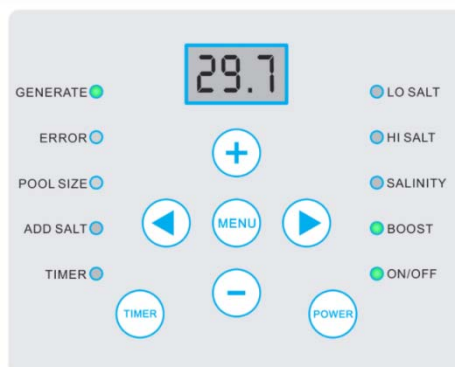 29.7
GENERATE
LO SALT
ERROR
HI SALT
POOL SIZE
SALINITY
ADD SALT
MENU
BOOST
TIMER
ON/OFF
TIMER
POWER